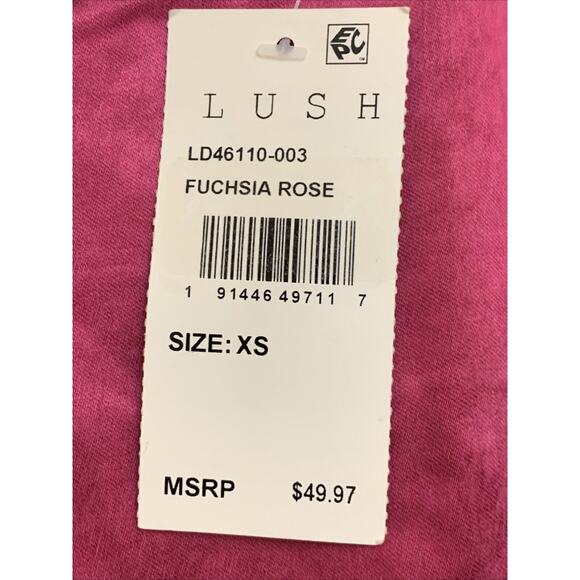 EPC
LUSH
LD46110-003
FUCHSIA ROSE
1 91446 49711 7
SIZE: XS
MSRP $49.97